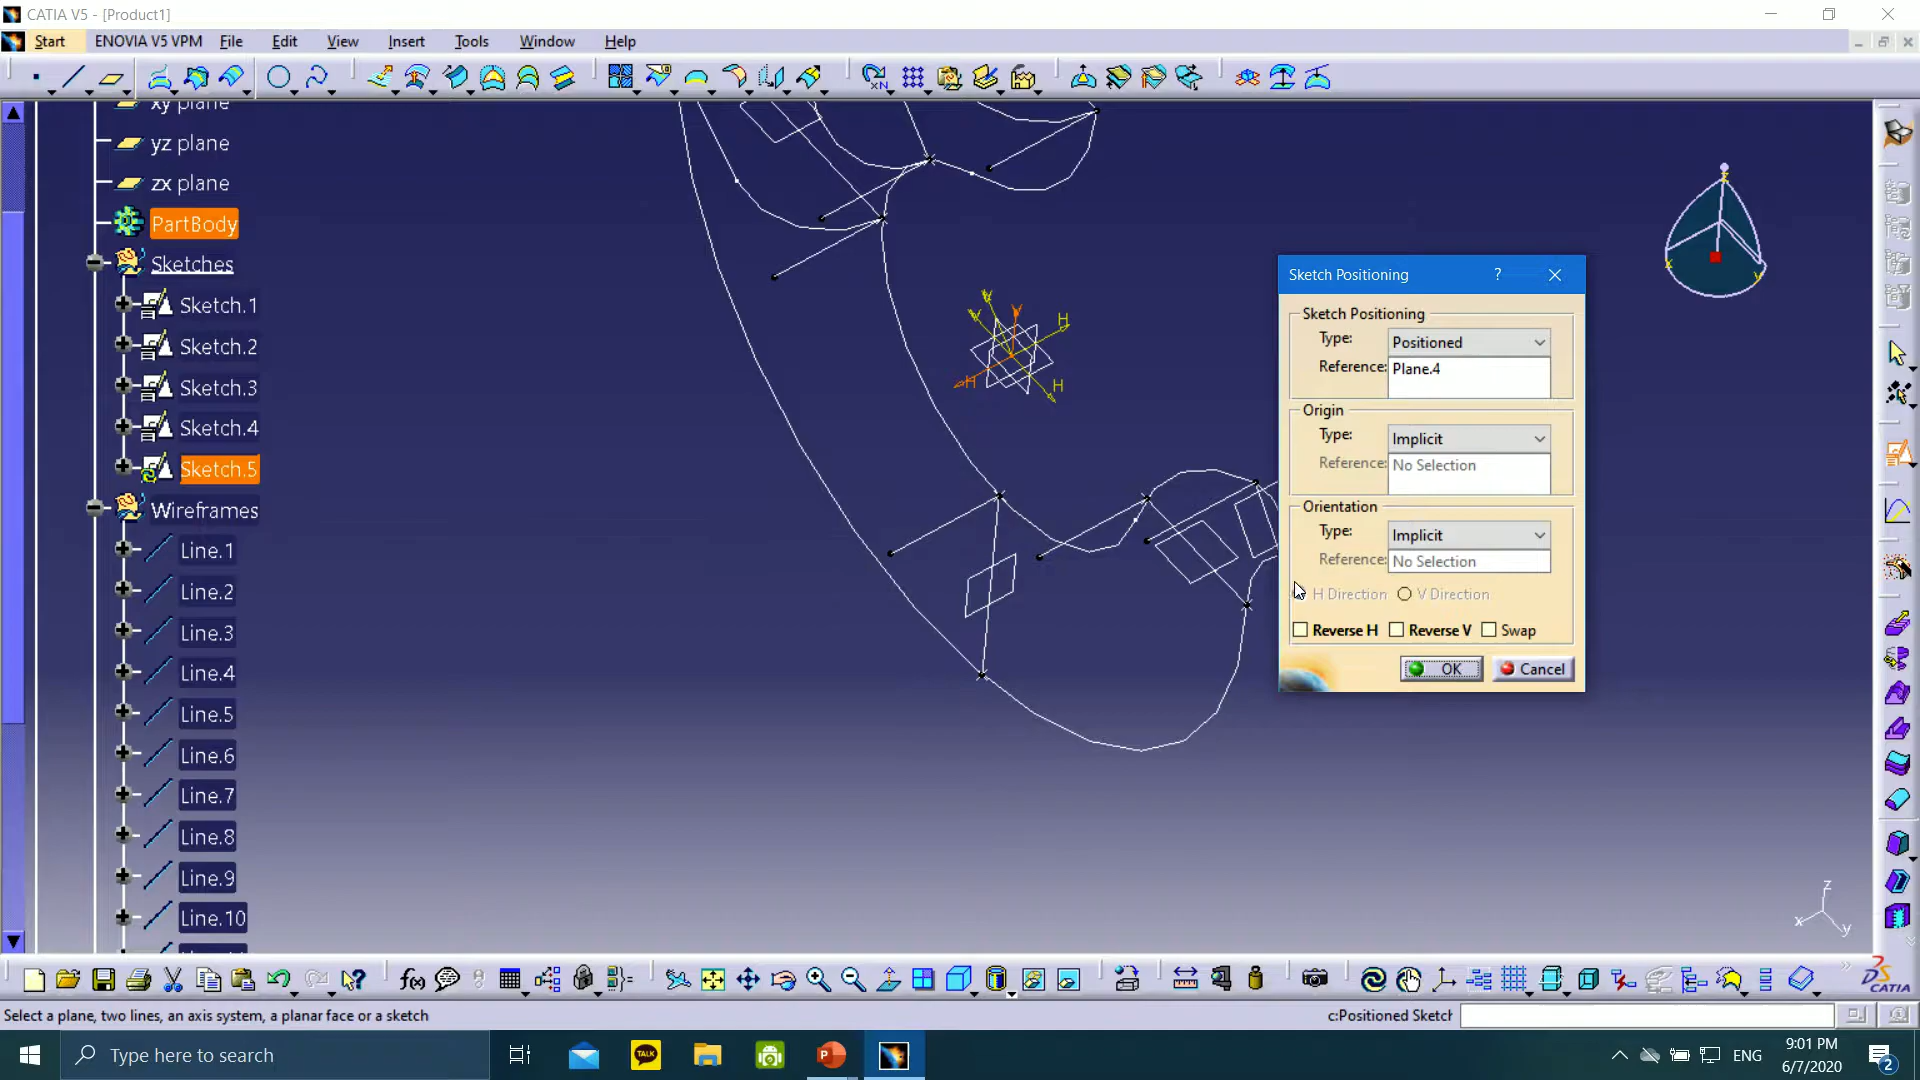 CATIA V5 - [Product1]
Start ENOVIA V5 VPM File Edit View Insert Tools Window Help
xy plane
yz plane
zx plane
PartBody
Sketches
Sketch.1
Sketch.2
Sketch.3
Sketch.4
Sketch.5
Wireframes
Line.1
Line.2
Line.3
Line.4
Line.5
Line.6
Line.7
Line.8
Line.9
Line.10
V
V
V
H
H
H
Sketch Positioning ?
Sketch Positioning
Type: Positioned
Reference: Plane.4
Origin
Type: Implicit
Reference: No Selection
Orientation
Type: Implicit
Reference: No Selection
H Direction V Direction
Reverse H Reverse V Swap
OK Cancel
z
x
y
f(x)
CATIA
Select a plane, two lines, an axis system, a planar face or a sketch
c:Positioned Sketch
Type here to search
TALK
ENG
9:01 PM
6/7/2020
2